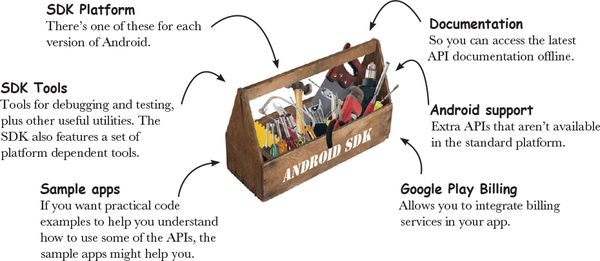 SDK Platform
There's one of these for each
version of Android.
SDK Tools
Tools for debugging and testing,
plus other useful utilities. The
SDK also features a set of
platform dependent tools.
Sample apps
If you want practical code
examples to help you understand
how to use some of the APIs, the
sample apps might help you.
ANDROID SDK
Documentation
So you can access the latest
API documentation offline.
Android support
Extra APIs that aren't available
in the standard platform.
Google Play Billing
Allows you to integrate billing
services in your app.